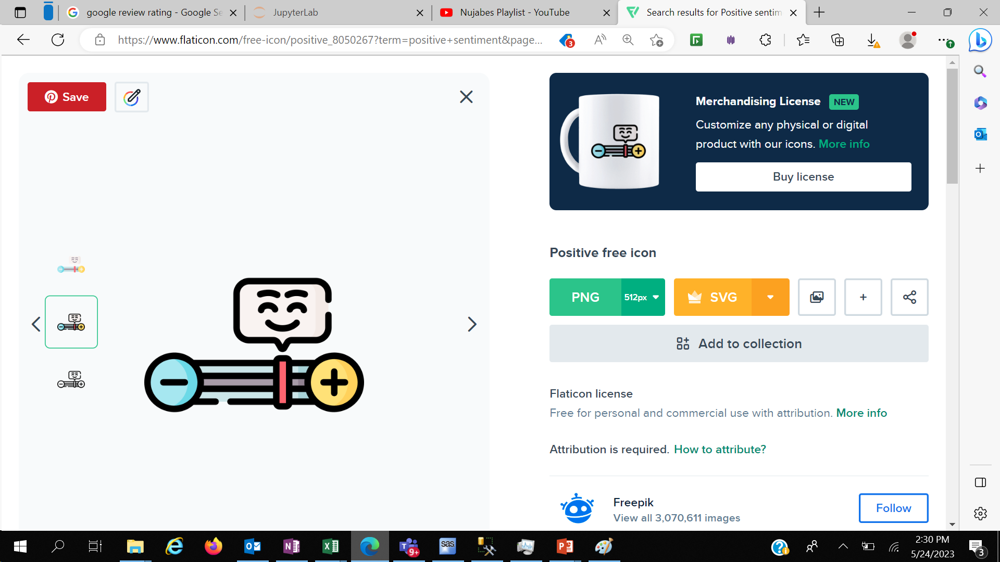 google review rating - Google Se
JupyterLab
Nujabes Playlist - YouTube
Search results for Positive sentim
https://www.flaticon.com/free-icon/positive_8050267?term=positive+sentiment&page...
3
Save
Merchandising License NEW
Customize any physical or digital
product with our icons. More info
Buy license
Positive free icon
PNG 512px
SVG
Add to collection
Flaticon license
Free for personal and commercial use with attribution. More info
Attribution is required. How to attribute?
Freepik
View all 3,070,611 images
Follow
9+
sas
2:30 PM
5/24/2023
3